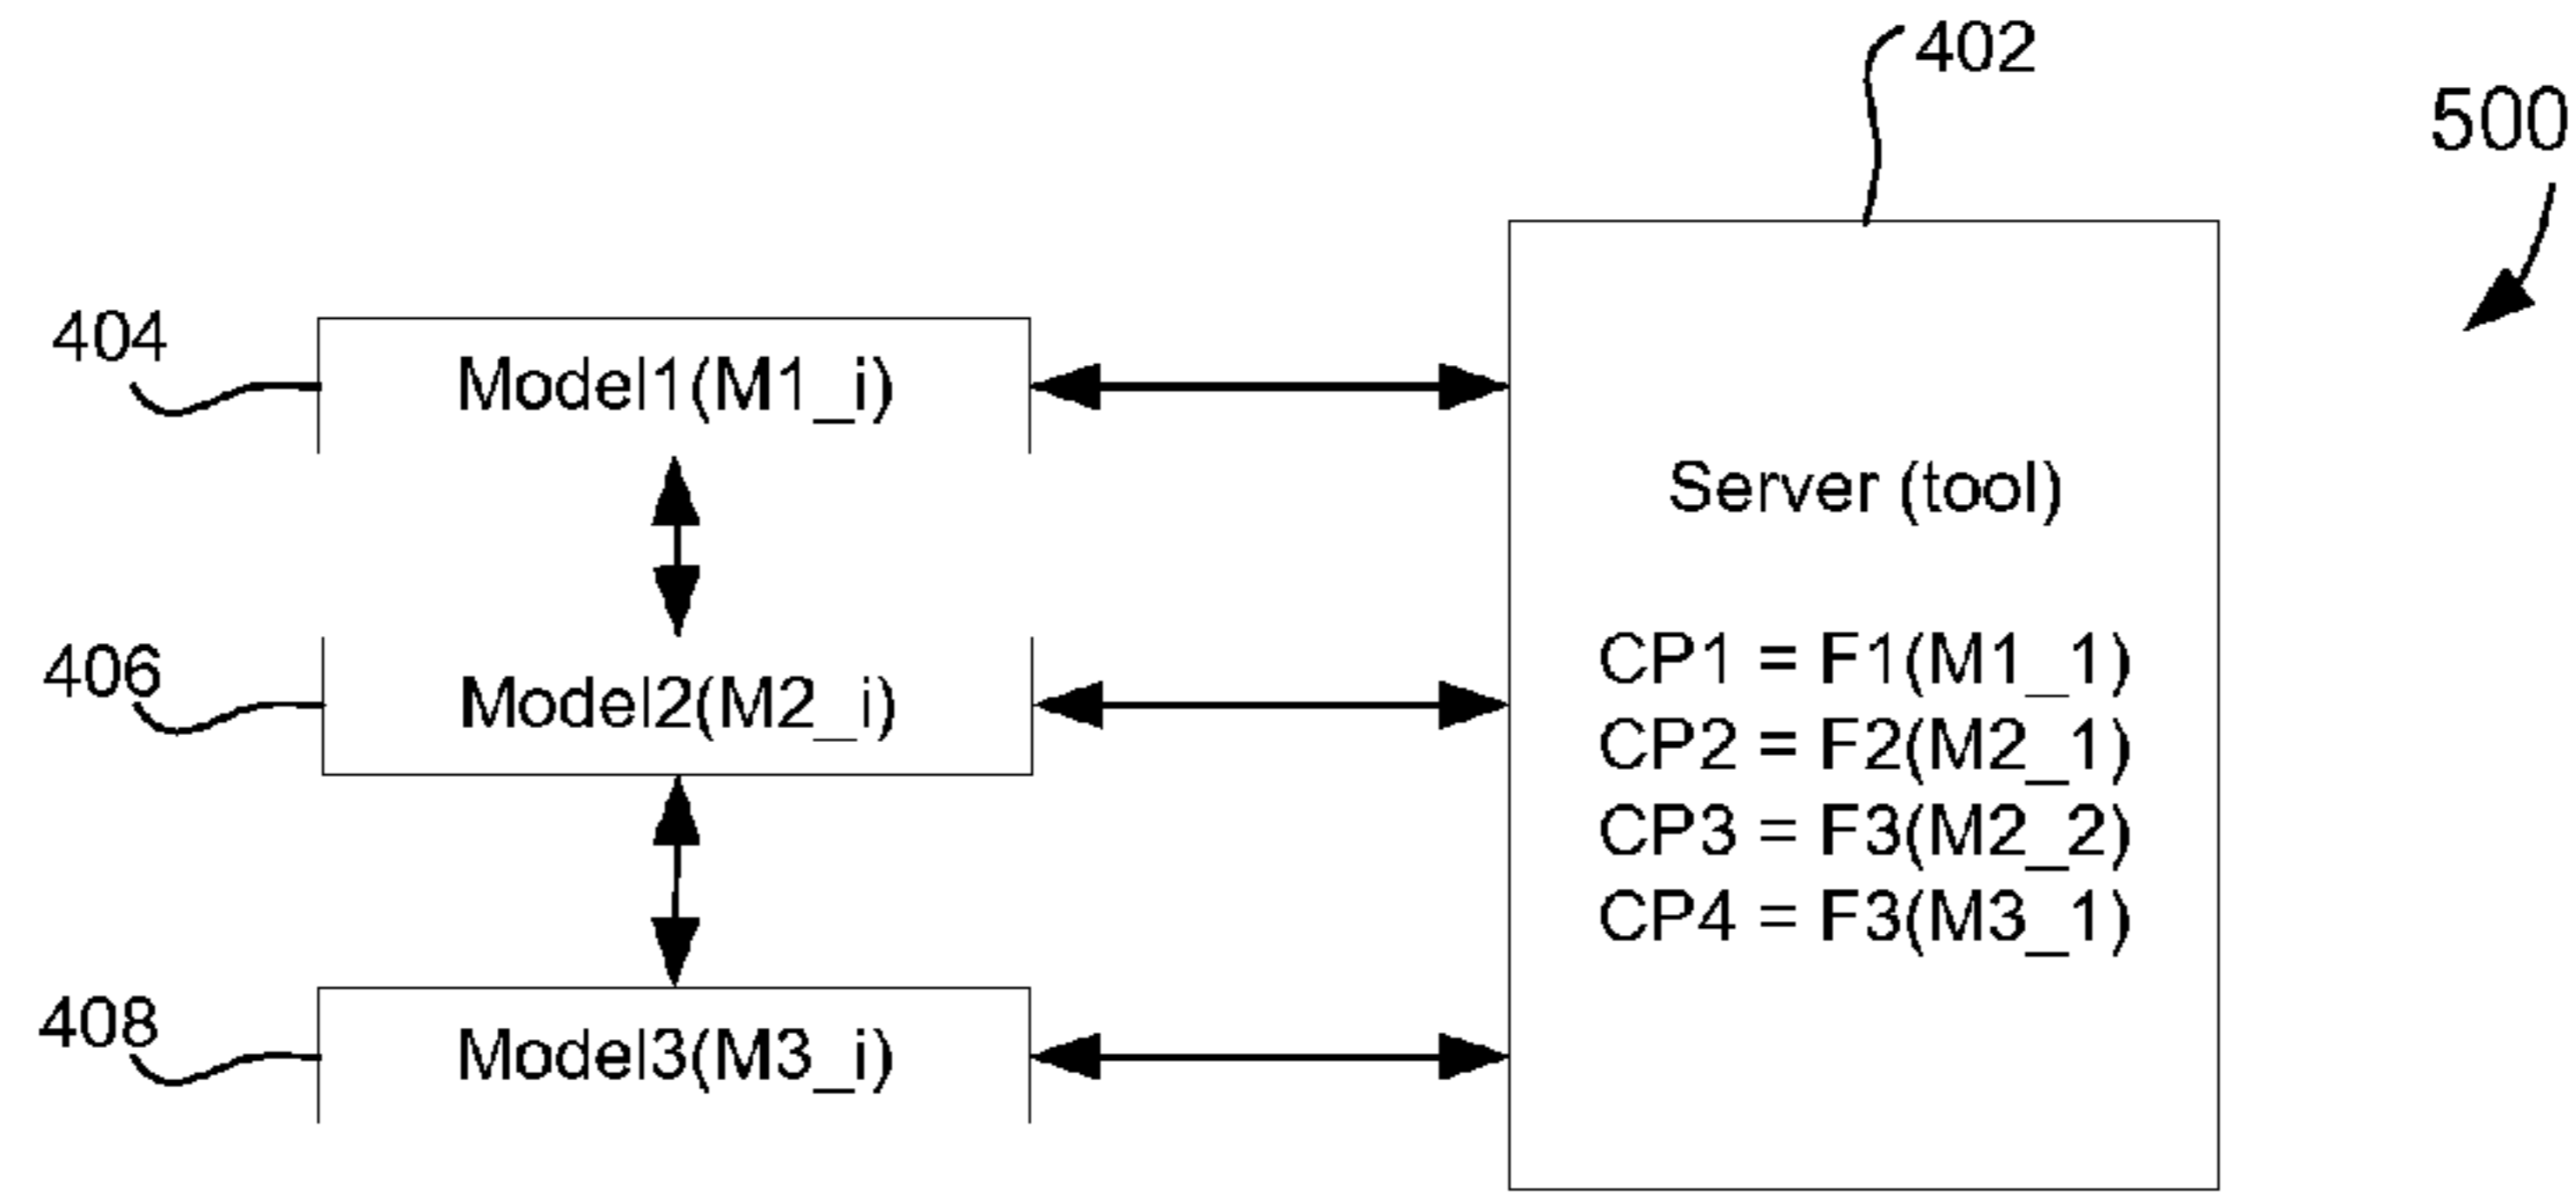 402
500
404
Model1(M1_i)
Server (tool)
406
Model2(M2_i)
CP1 = F1(M1_1)
CP2 = F2(M2_1)
CP3 = F3(M2_2)
CP4 = F3(M3_1)
408
Model3(M3_i)